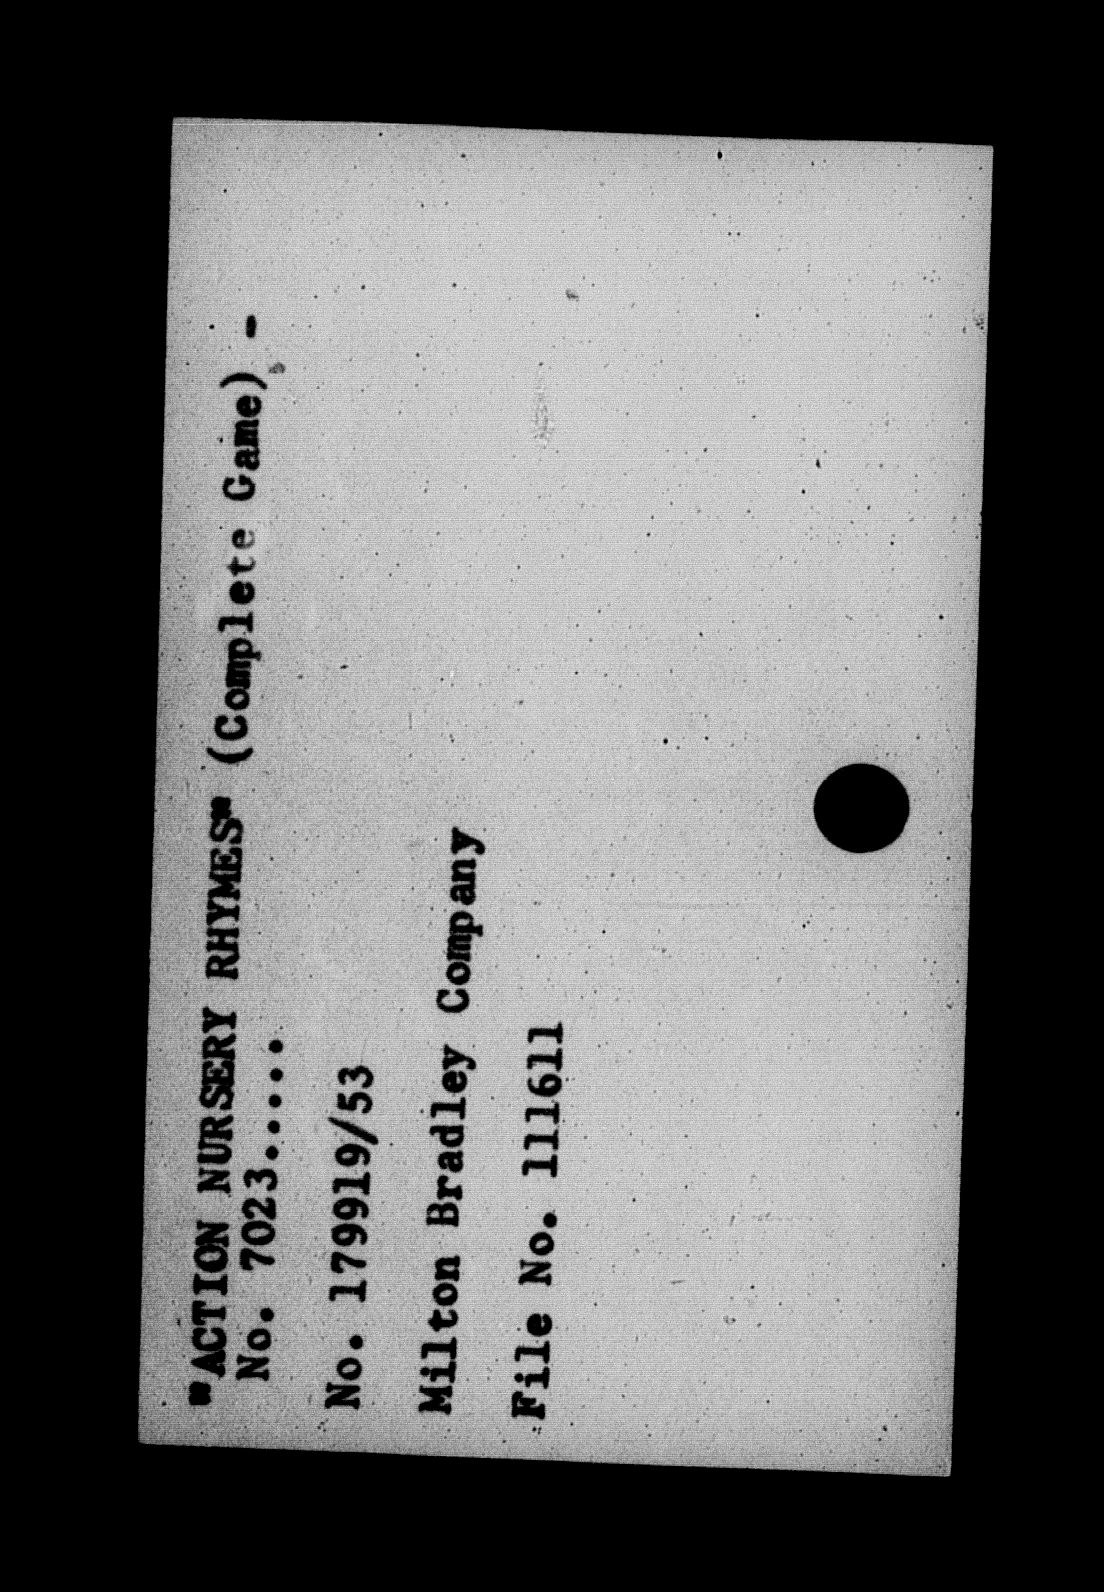 "ACTION NURSERY RHYMES" (Complete Game) -
No. 7023.....
No. 179919/53
Milton Bradley Company
File No. 111611